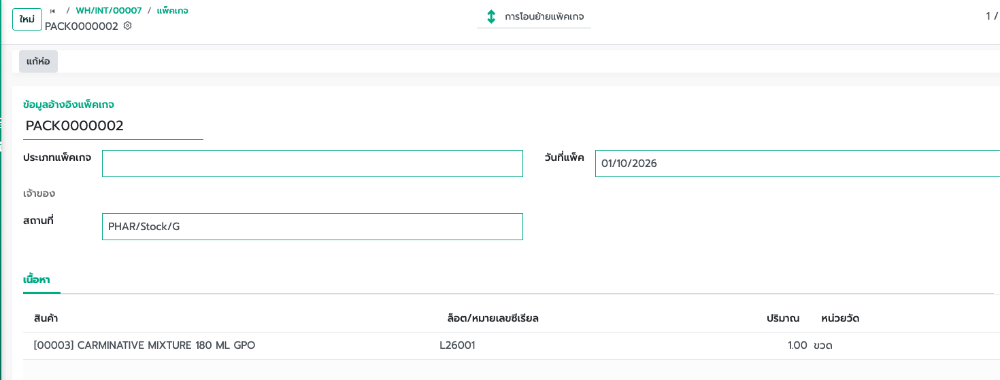 ใหม่
/ WH/INT/00007 / แพ็คเกจ
PACK0000002
การโอนย้ายแพ้คเกจ
1 /
แก้ห่อ
ข้อมูลอ้างอิงแพ็คเกจ
PACK0000002
ประเภทแพ็คเกจ
วันที่แพ็ค 01/10/2026
เจ้าของ
สถานที่ PHAR/Stock/G
เนื้อหา
สินค้า ล็อต/หมายเลขซีเรียล ปริมาณ หน่วยวัด
[00003] CARMINATIVE MIXTURE 180 ML GPO L26001 1.00 ขวด